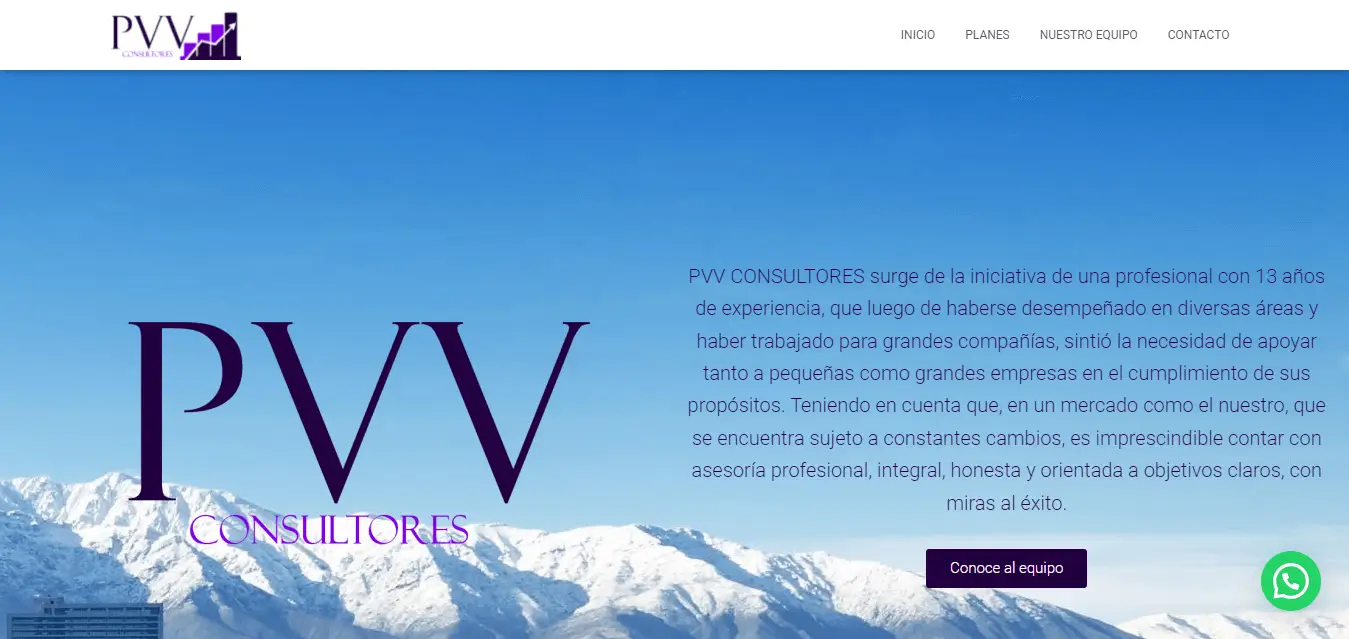 PVV
CONSULTORES
INICIO
PLANES
NUESTRO EQUIPO
CONTACTO
PVV
CONSULTORES
PVV CONSULTORES surge de la iniciativa de una profesional con 13 años
de experiencia, que luego de haberse desempeñado en diversas áreas y
haber trabajado para grandes compañías, sintió la necesidad de apoyar
tanto a pequeñas como grandes empresas en el cumplimiento de sus
propósitos. Teniendo en cuenta que, en un mercado como el nuestro, que
se encuentra sujeto a constantes cambios, es imprescindible contar con
asesoría profesional, integral, honesta y orientada a objetivos claros, con
miras al éxito.
Conoce al equipo